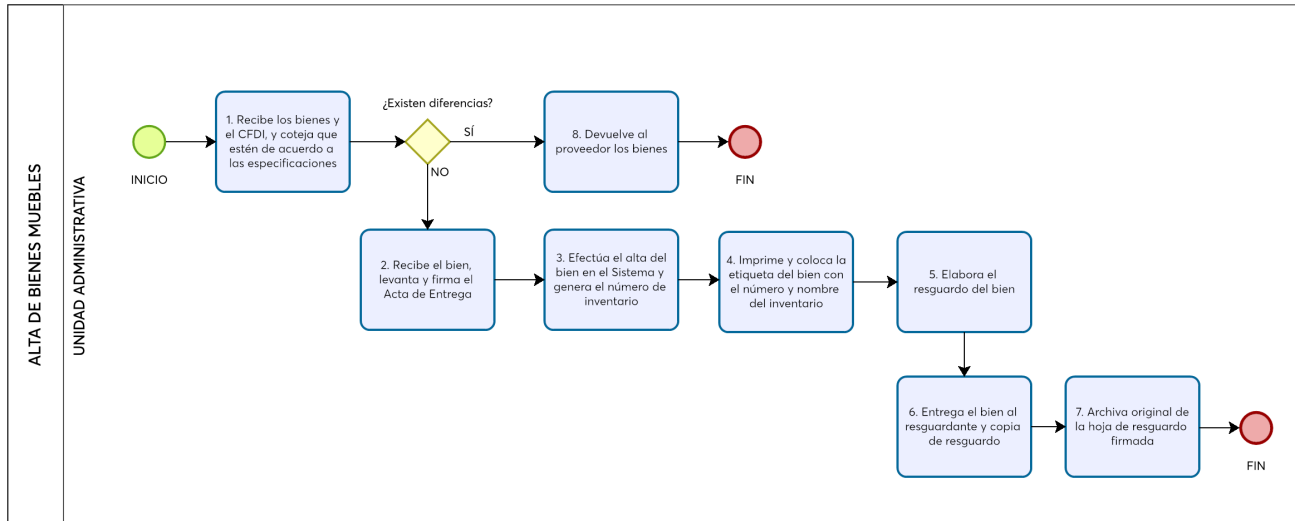 ALTA DE BIENES MUEBLES
UNIDAD ADMINISTRATIVA
INICIO
1. Recibe los bienes y
el CFDI, y coteja que
estén de acuerdo a
las especificaciones
¿Existen diferencias?
SÍ
NO
8. Devuelve al
proveedor los bienes
FIN
2. Recibe el bien,
levanta y firma el
Acta de Entrega
3. Efectúa el alta del
bien en el Sistema y
genera el número de
inventario
4. Imprime y coloca la
etiqueta del bien con
el número y nombre
del inventario
5. Elabora el
resguardo del bien
6. Entrega el bien al
resguardante y copia
de resguardo
7. Archiva original de
la hoja de resguardo
firmada
FIN